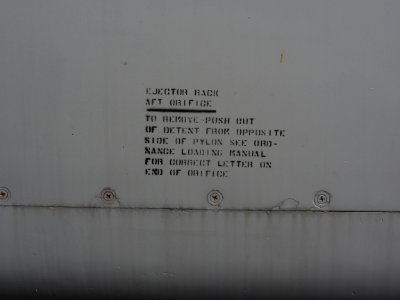 EJECTOR RACK
AFT ORIFICE
TO REMOVE-PUSH OUT
OF DETENT FROM OPPOSITE
SIDE OF PYLON SEE ORD-
NANCE LOADING MANUAL
FOR CORRECT LETTER ON
END OF ORIFICE